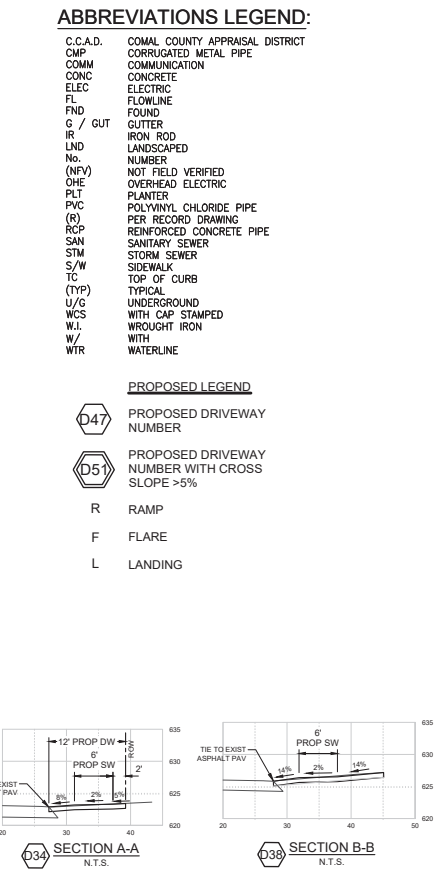 ABBREVIATIONS LEGEND:
C.C.A.D. COMAL COUNTY APPRAISAL DISTRICT
CMP CORRUGATED METAL PIPE
COMM COMMUNICATION
CONC CONCRETE
ELEC ELECTRIC
FL FLOWLINE
FND FOUND
G / GUT GUTTER
IR IRON ROD
LND LANDSCAPED
No. NUMBER
(NFV) NOT FIELD VERIFIED
OHE OVERHEAD ELECTRIC
PLT PLANTER
PVC POLYVINYL CHLORIDE PIPE
(R) PER RECORD DRAWING
RCP REINFORCED CONCRETE PIPE
SAN SANITARY SEWER
STM STORM SEWER
S/W SIDEWALK
TC TOP OF CURB
(TYP) TYPICAL
U/G UNDERGROUND
WCS WITH CAP STAMPED
W.I. WROUGHT IRON
W/ WITH
WTR WATERLINE
PROPOSED LEGEND
D47 PROPOSED DRIVEWAY
NUMBER
D51 PROPOSED DRIVEWAY
NUMBER WITH CROSS
SLOPE >5%
R RAMP
F FLARE
L LANDING
12' PROP DW
ROW
6'
PROP SW
2'
EXIST
PAV
8% 2% 5%
635
630
625
620
20 30 40
D34 SECTION A-A
N.T.S.
6'
PROP SW
TIE TO EXIST
ASPHALT PAV
14% 2% 14%
635
630
625
620
20 30 40 50
D38 SECTION B-B
N.T.S.